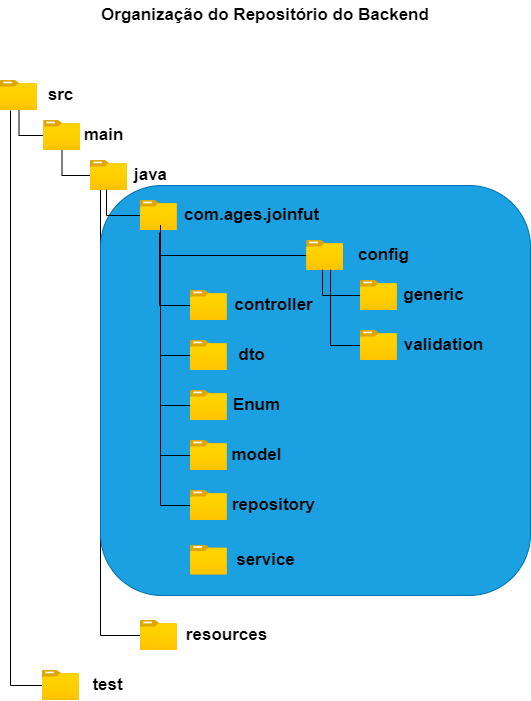 Organização do Repositório do Backend
src
main
java
com.ages.joinfut
config
generic
controller
validation
dto
Enum
model
repository
service
resources
test